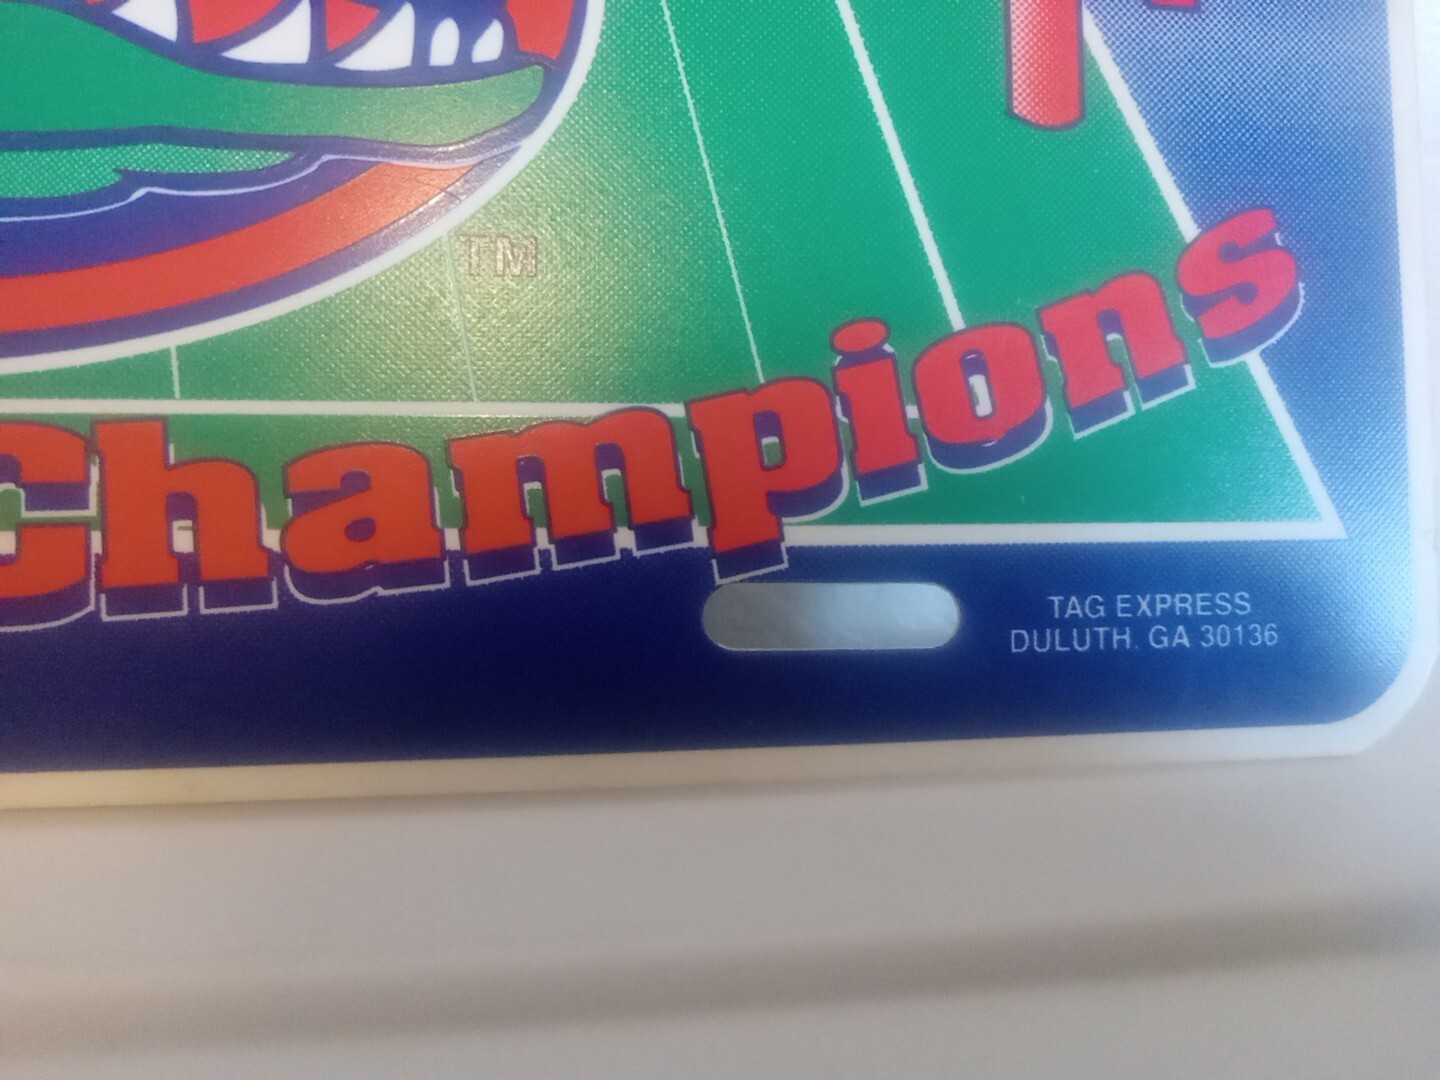 TM
Champions
TAG EXPRESS
DULUTH. GA 30136